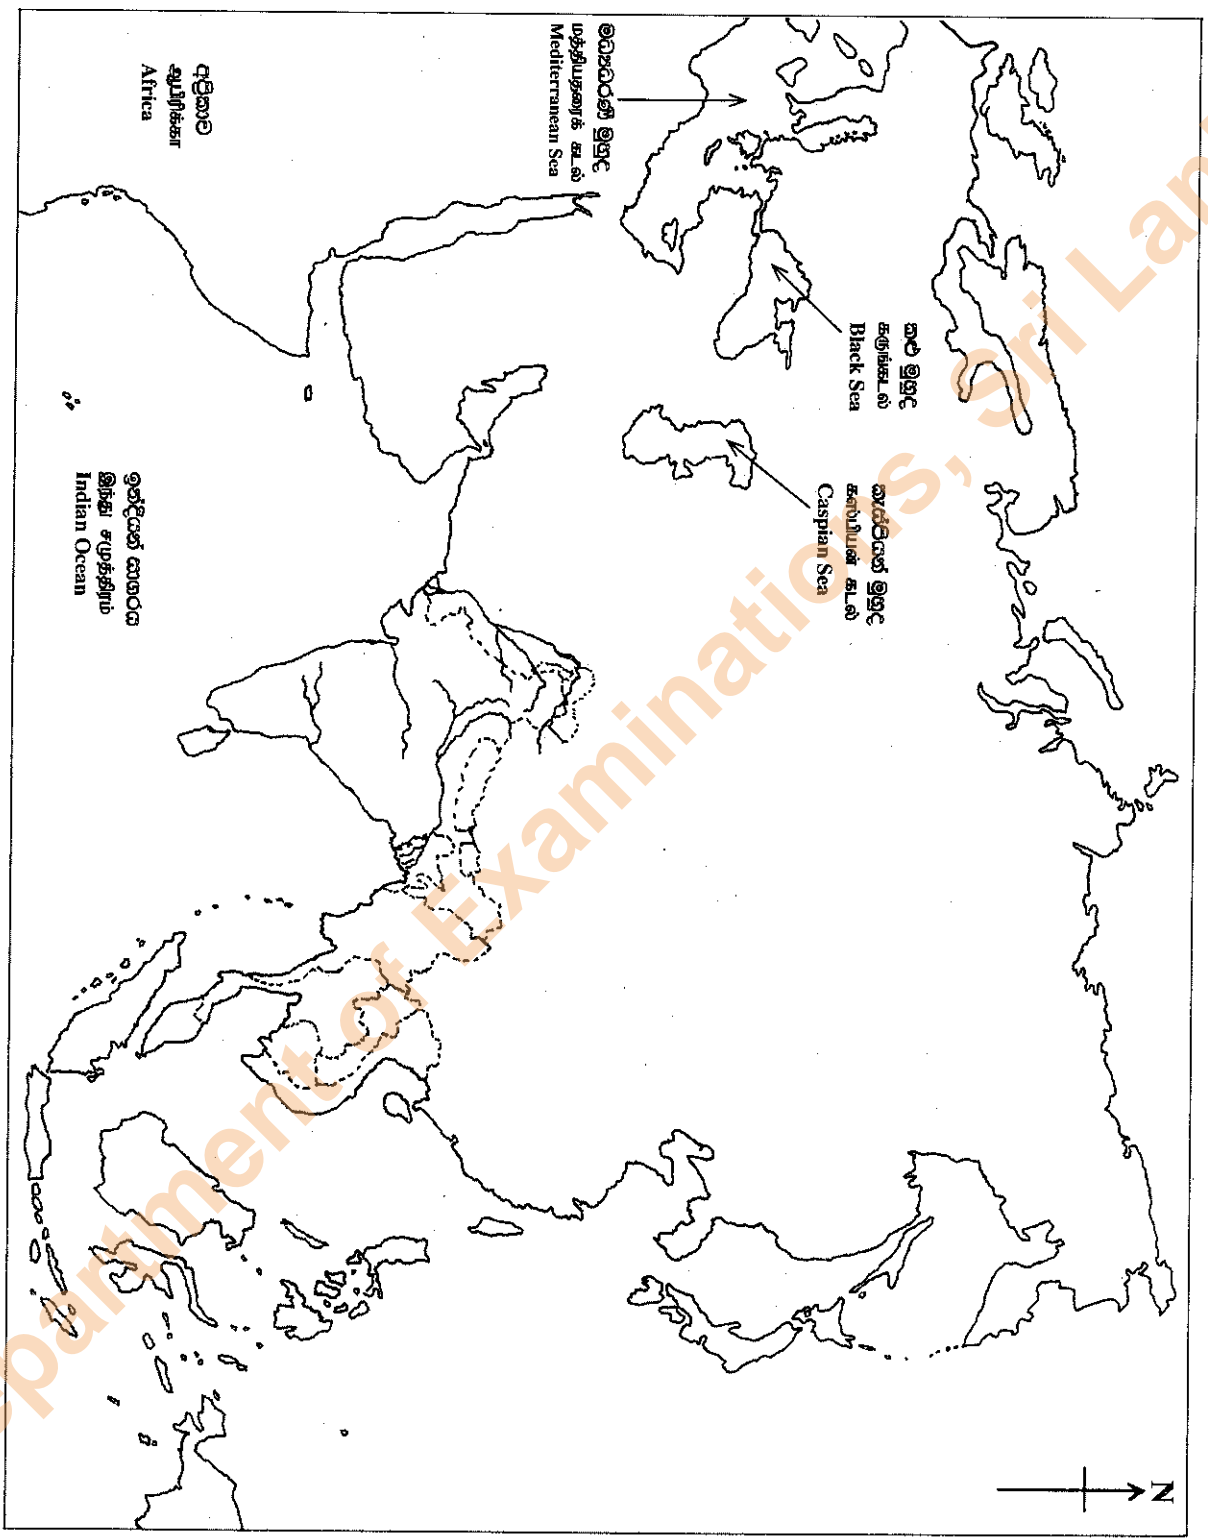 මධ්‍යධරණී මුහුද
மத்தியதரைக் கடல்
Mediterranean Sea
අප්‍රිකාව
ஆபிரிக்கா
Africa
කළු මුහුද
கருங்கடல்
Black Sea
කැස්පියන් මුහුද
கஸ்பியன் கடல்
Caspian Sea
ඉන්දියන් සාගරය
இந்து சமுத்திரம்
Indian Ocean
N
Department of Examinations, Sri Lan